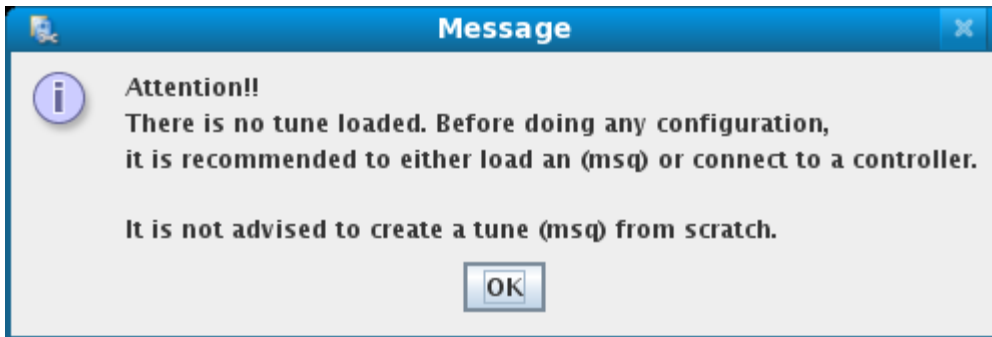 Message
Attention!!
There is no tune loaded. Before doing any configuration,
it is recommended to either load an (msq) or connect to a controller.
It is not advised to create a tune (msq) from scratch.
OK